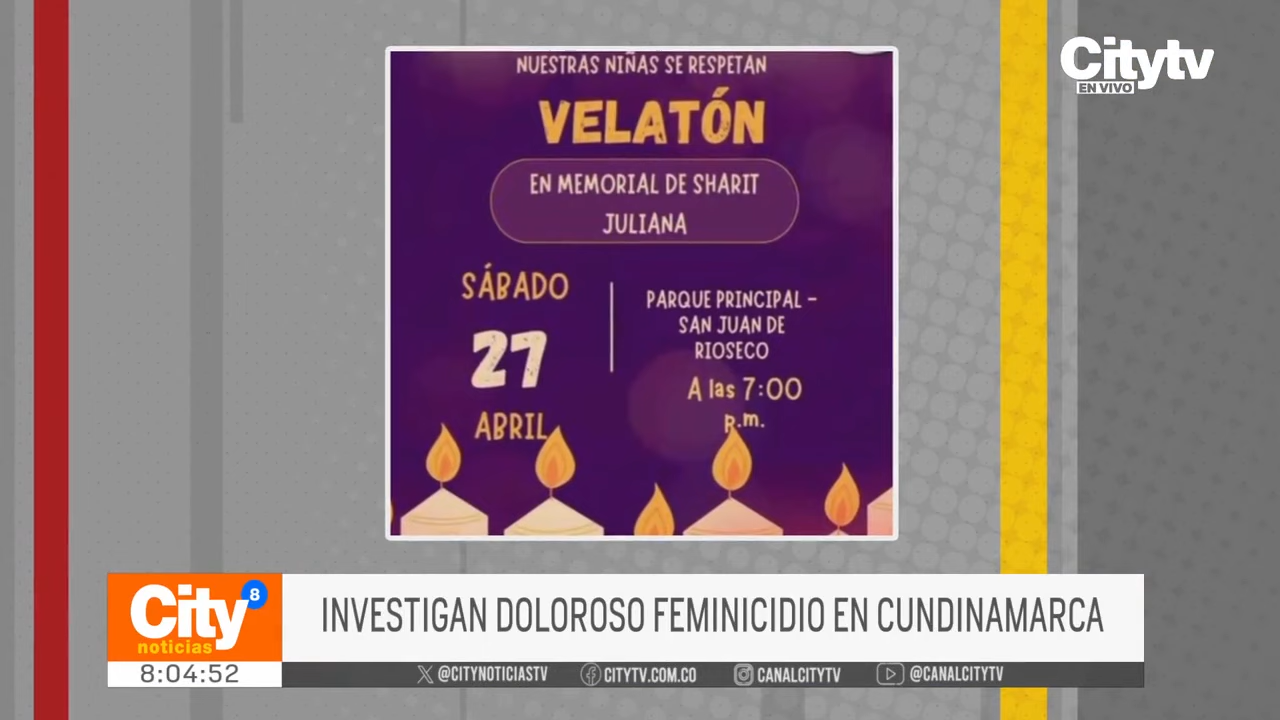 Citytv
EN VIVO
NUESTRAS NIÑAS SE RESPETAN
VELATÓN
EN MEMORIAL DE SHARIT
JULIANA
SÁBADO
27
ABRIL
PARQUE PRINCIPAL -
SAN JUAN DE
RIOSECO
A las 7:00
P.m.
City 8
noticias
8:04:52
INVESTIGAN DOLOROSO FEMINICIDIO EN CUNDINAMARCA
@CITYNOTICIASTV CITYTV.COM.CO CANALCITYTV @CANALCITYTV